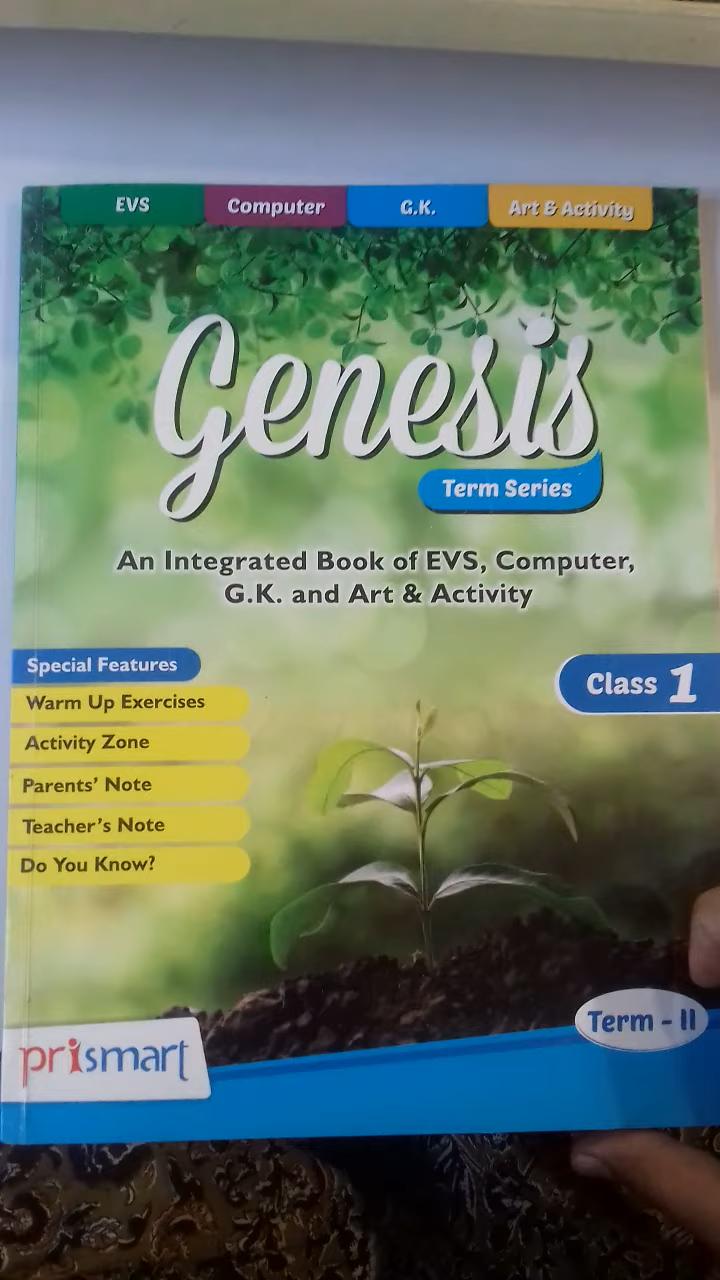 EVS
Computer
G.K.
Art & Activity
Genesis
Term Series
An Integrated Book of EVS, Computer,
G.K. and Art & Activity
Special Features
Warm Up Exercises
Activity Zone
Parents' Note
Teacher's Note
Do You Know?
Class 1
Term - II
prismart